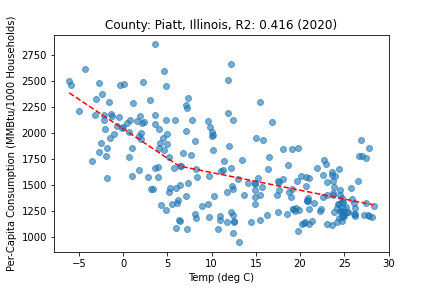 County: Piatt, Illinois, R2: 0.416 (2020)
Per-Capita Consumption (MMBtu/1000 Households)
2750
2500
2250
2000
1750
1500
1250
1000
−5 0 5 10 15 20 25 30
Temp (deg C)